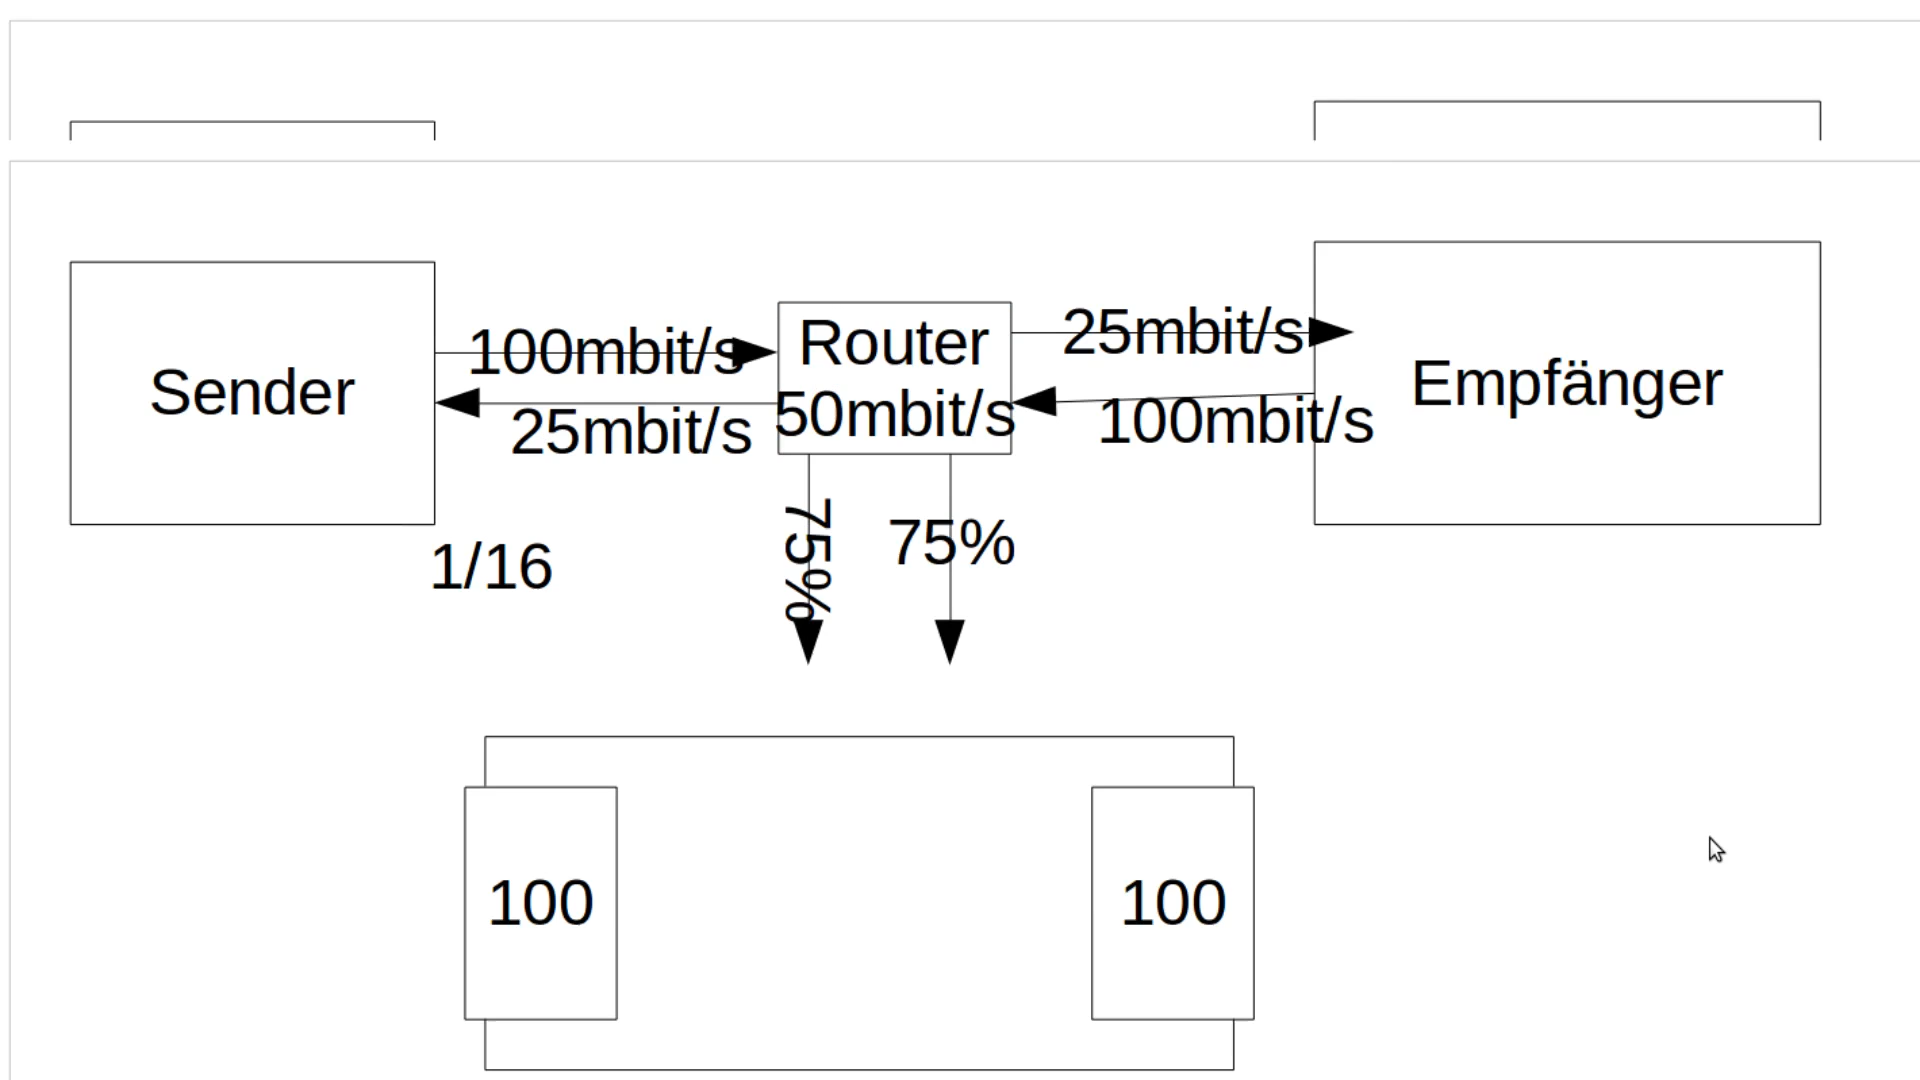 Sender
100mbit/s
25mbit/s
Router
50mbit/s
25mbit/s
100mbit/s
Empfänger
1/16
75%
75%
100
100